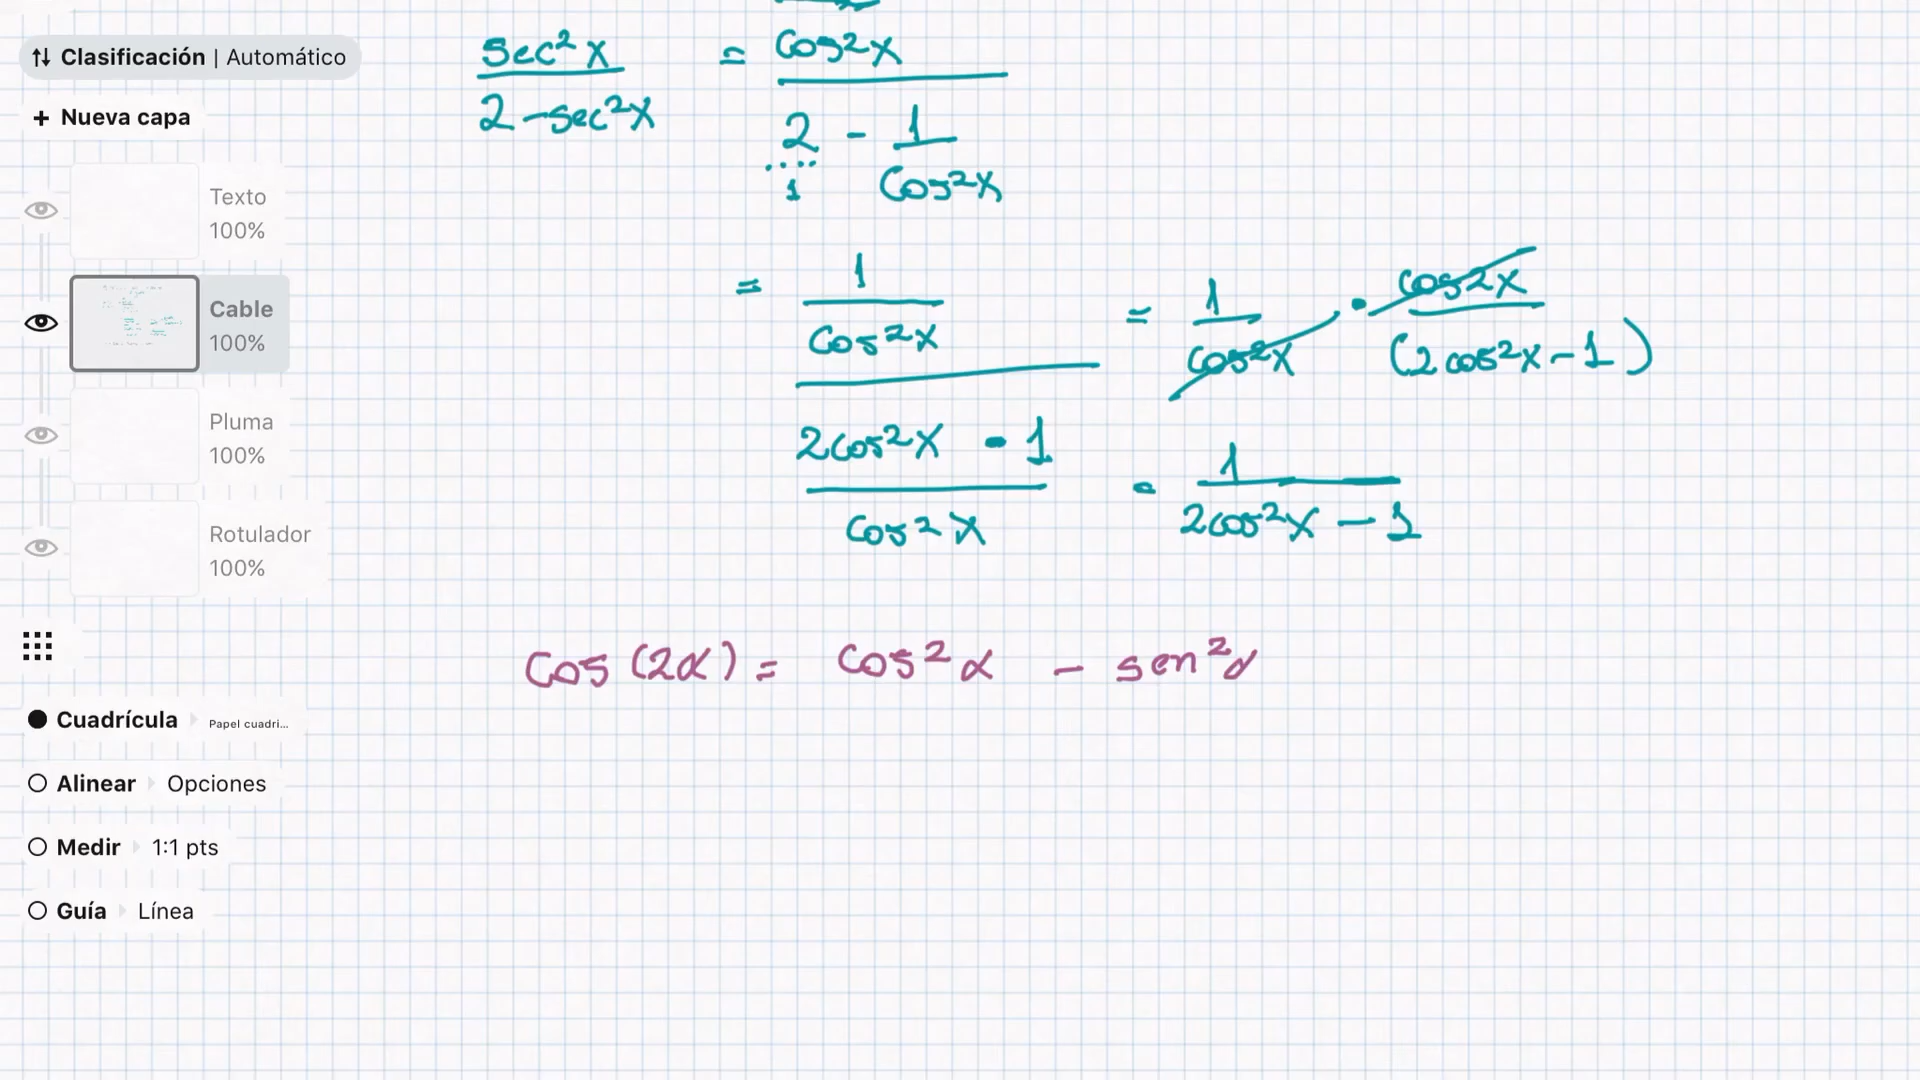 Clasificación | Automático
+ Nueva capa
Texto
100%
Cable
100%
Pluma
100%
Rotulador
100%
Cuadrícula Papel cuadri...
Alinear Opciones
Medir 1:1 pts
Guía Línea
sec²x = cos²x
2-sec²x 2 - 1
1 cos²x
= 1 = 1 · cos²x
cos²x cos²x (2cos²x-1)
2cos²x - 1 = 1
cos²x 2cos²x - 1
cos(2α) = cos²α - sen²α